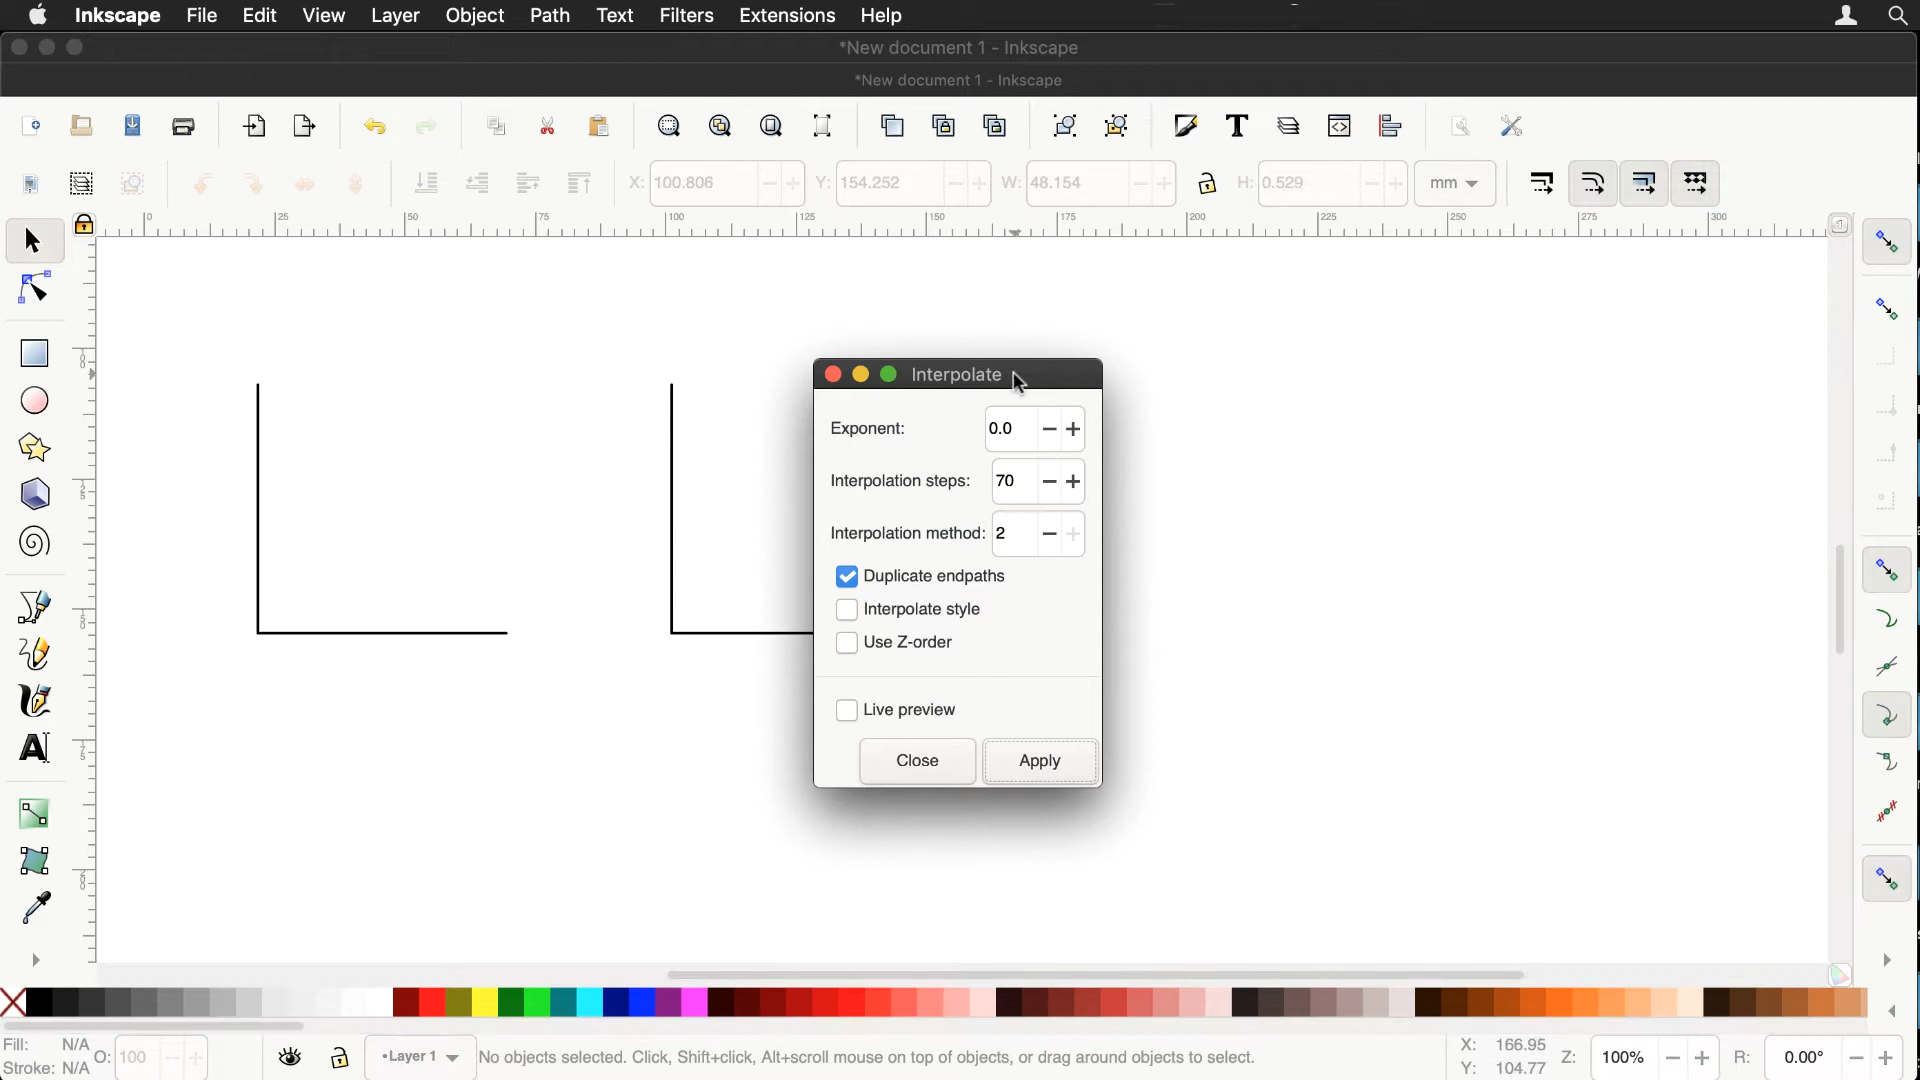 Inkscape File Edit View Layer Object Path Text Filters Extensions Help
*New document 1 - Inkscape
*New document 1 - Inkscape
X: 100.806 Y: 154.252 W: 48.154 H: 0.529 mm
0 25 50 75 100 125 150 175 200 225 250 275 300
Interpolate
Exponent: 0.0
Interpolation steps: 70
Interpolation method: 2
Duplicate endpaths
Interpolate style
Use Z-order
Live preview
Close Apply
Fill: N/A O: 100 •Layer 1 No objects selected. Click, Shift+click, Alt+scroll mouse on top of objects, or drag around objects to select. X: 166.95 Z: 100% R: 0.00°
Stroke: N/A Y: 104.77